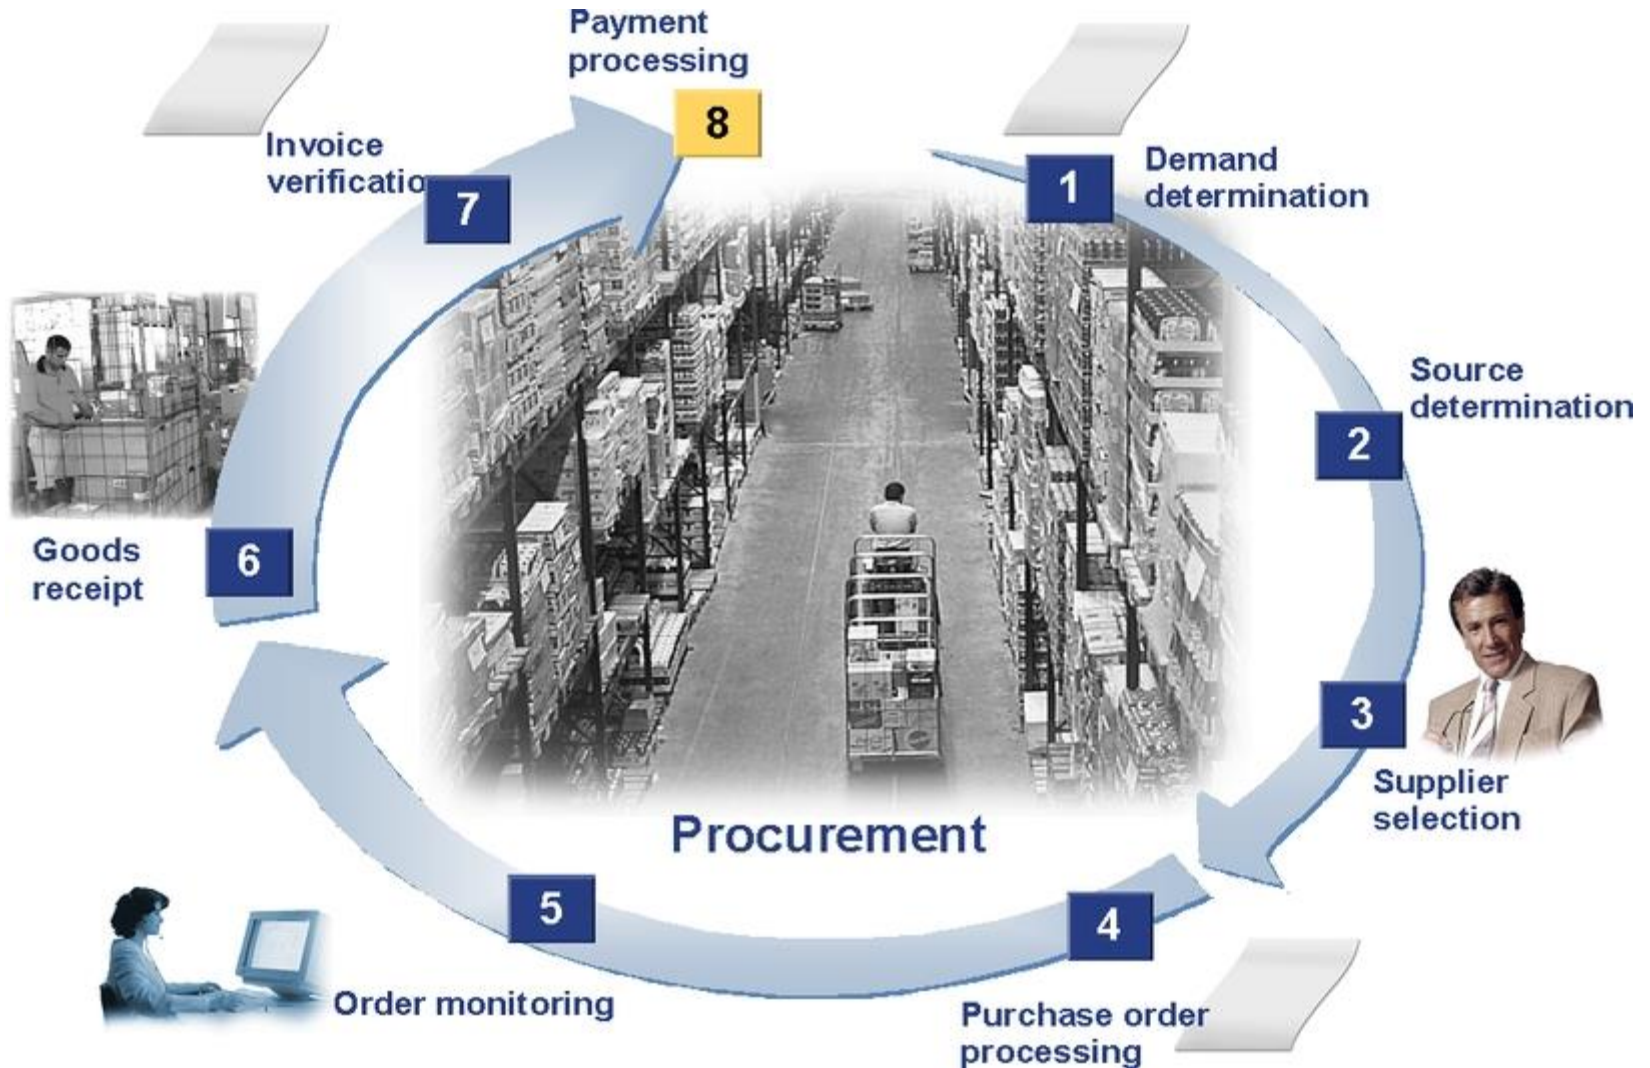 Payment
processing
8
1
Demand
determination
Invoice
verificatio
7
Source
determination
2
Goods
receipt
6
3
Supplier
selection
Procurement
5
4
Order monitoring
Purchase order
processing